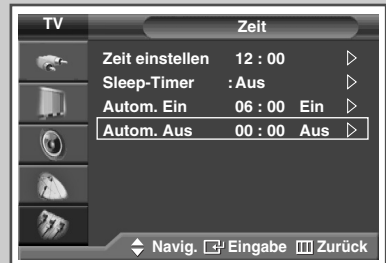 TV Zeit
Zeit einstellen 12 : 00
Sleep-Timer : Aus
Autom. Ein 06 : 00 Ein
Autom. Aus 00 : 00 Aus
Navig. Eingabe Zurück